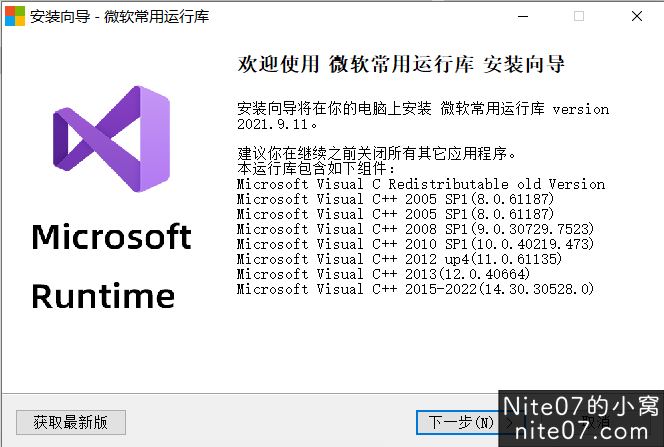 安装向导 - 微软常用运行库
欢迎使用 微软常用运行库 安装向导
安装向导将在你的电脑上安装 微软常用运行库 version
2021.9.11。
建议你在继续之前关闭所有其它应用程序。
本运行库包含如下组件：
Microsoft Visual C Redistributable old Version
Microsoft Visual C++ 2005 SP1(8.0.61187)
Microsoft Visual C++ 2005 SP1(8.0.61187)
Microsoft Visual C++ 2008 SP1(9.0.30729.7523)
Microsoft Visual C++ 2010 SP1(10.0.40219.473)
Microsoft Visual C++ 2012 up4(11.0.61135)
Microsoft Visual C++ 2013(12.0.40664)
Microsoft Visual C++ 2015-2022(14.30.30528.0)
Microsoft
Runtime
获取最新版
下一步(N) >
取消
Nite07的小窝
nite07.com